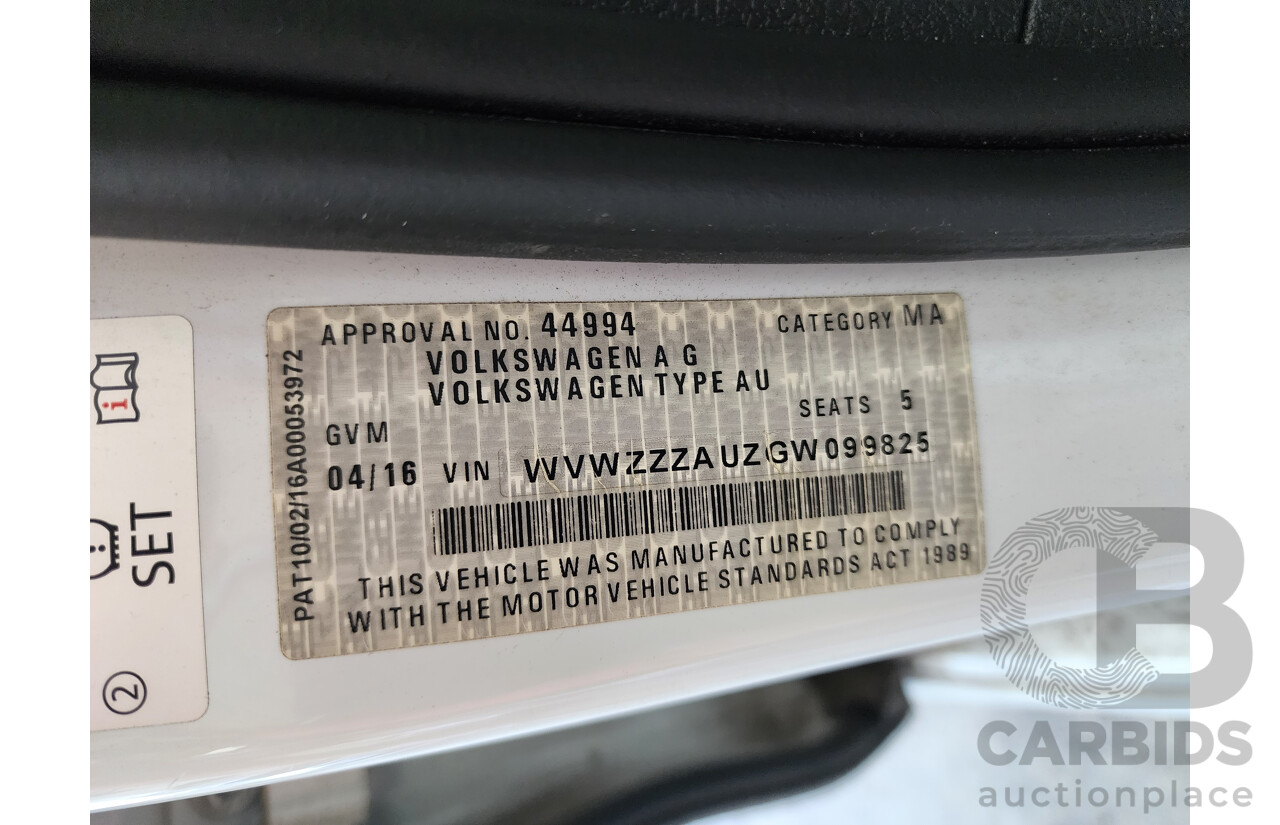 APPROVAL NO. 44994 CATEGORY MA
VOLKSWAGEN A G
VOLKSWAGEN TYPE AU
GVM SEATS 5
04/16 VIN WVWZZZAUZGW099825
THIS VEHICLE WAS MANUFACTURED TO COMPLY
WITH THE MOTOR VEHICLE STANDARDS ACT 1989
PAT10/02/16A00053972
i
SET
2
CB
CARBIDS
auctionplace